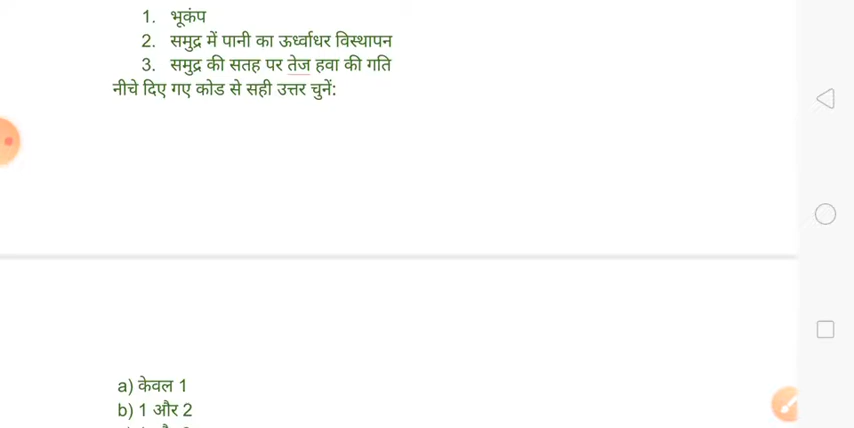 1. भूकंप
2. समुद्र में पानी का ऊर्ध्वाधर विस्थापन
3. समुद्र की सतह पर तेज हवा की गति
नीचे दिए गए कोड से सही उत्तर चुनें:
a) केवल 1
b) 1 और 2